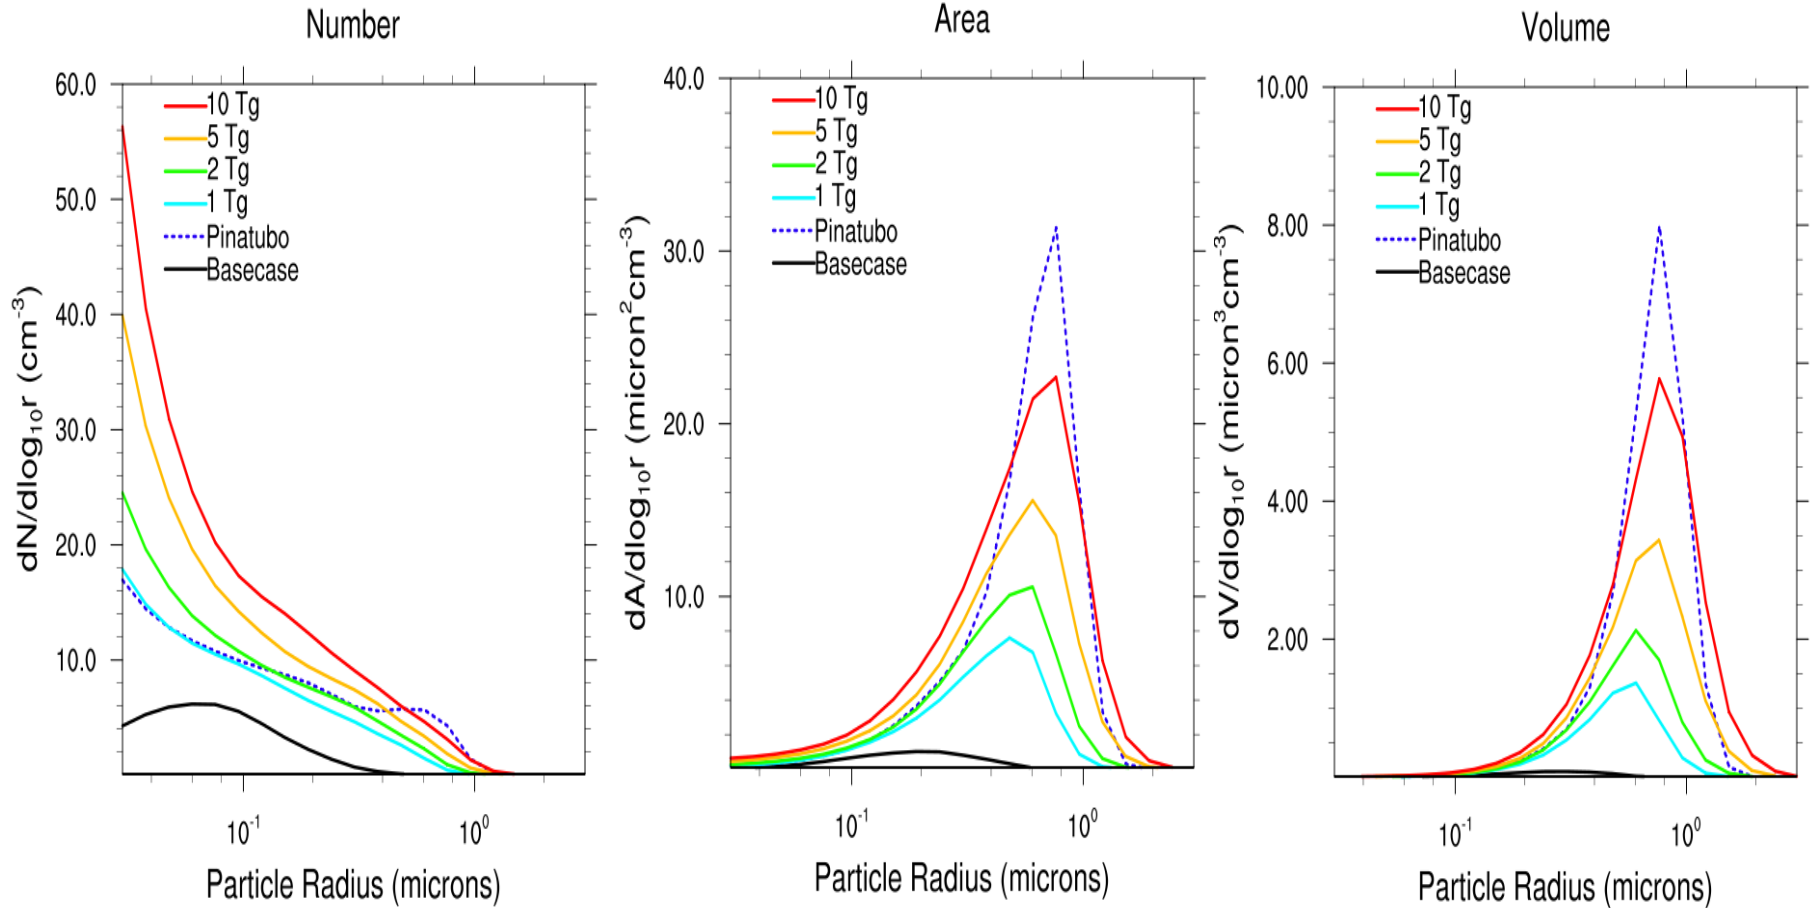 Number
60.0
50.0
40.0
30.0
20.0
10.0
dN/dlog₁₀r (cm⁻³)
10 Tg
5 Tg
2 Tg
1 Tg
Pinatubo
Basecase
10⁻¹
10⁰
Particle Radius (microns)
Area
40.0
30.0
20.0
10.0
dA/dlog₁₀r (micron²cm⁻³)
10 Tg
5 Tg
2 Tg
1 Tg
Pinatubo
Basecase
10⁻¹
10⁰
Particle Radius (microns)
Volume
10.00
8.00
6.00
4.00
2.00
dV/dlog₁₀r (micron³cm⁻³)
10 Tg
5 Tg
2 Tg
1 Tg
Pinatubo
Basecase
10⁻¹
10⁰
Particle Radius (microns)